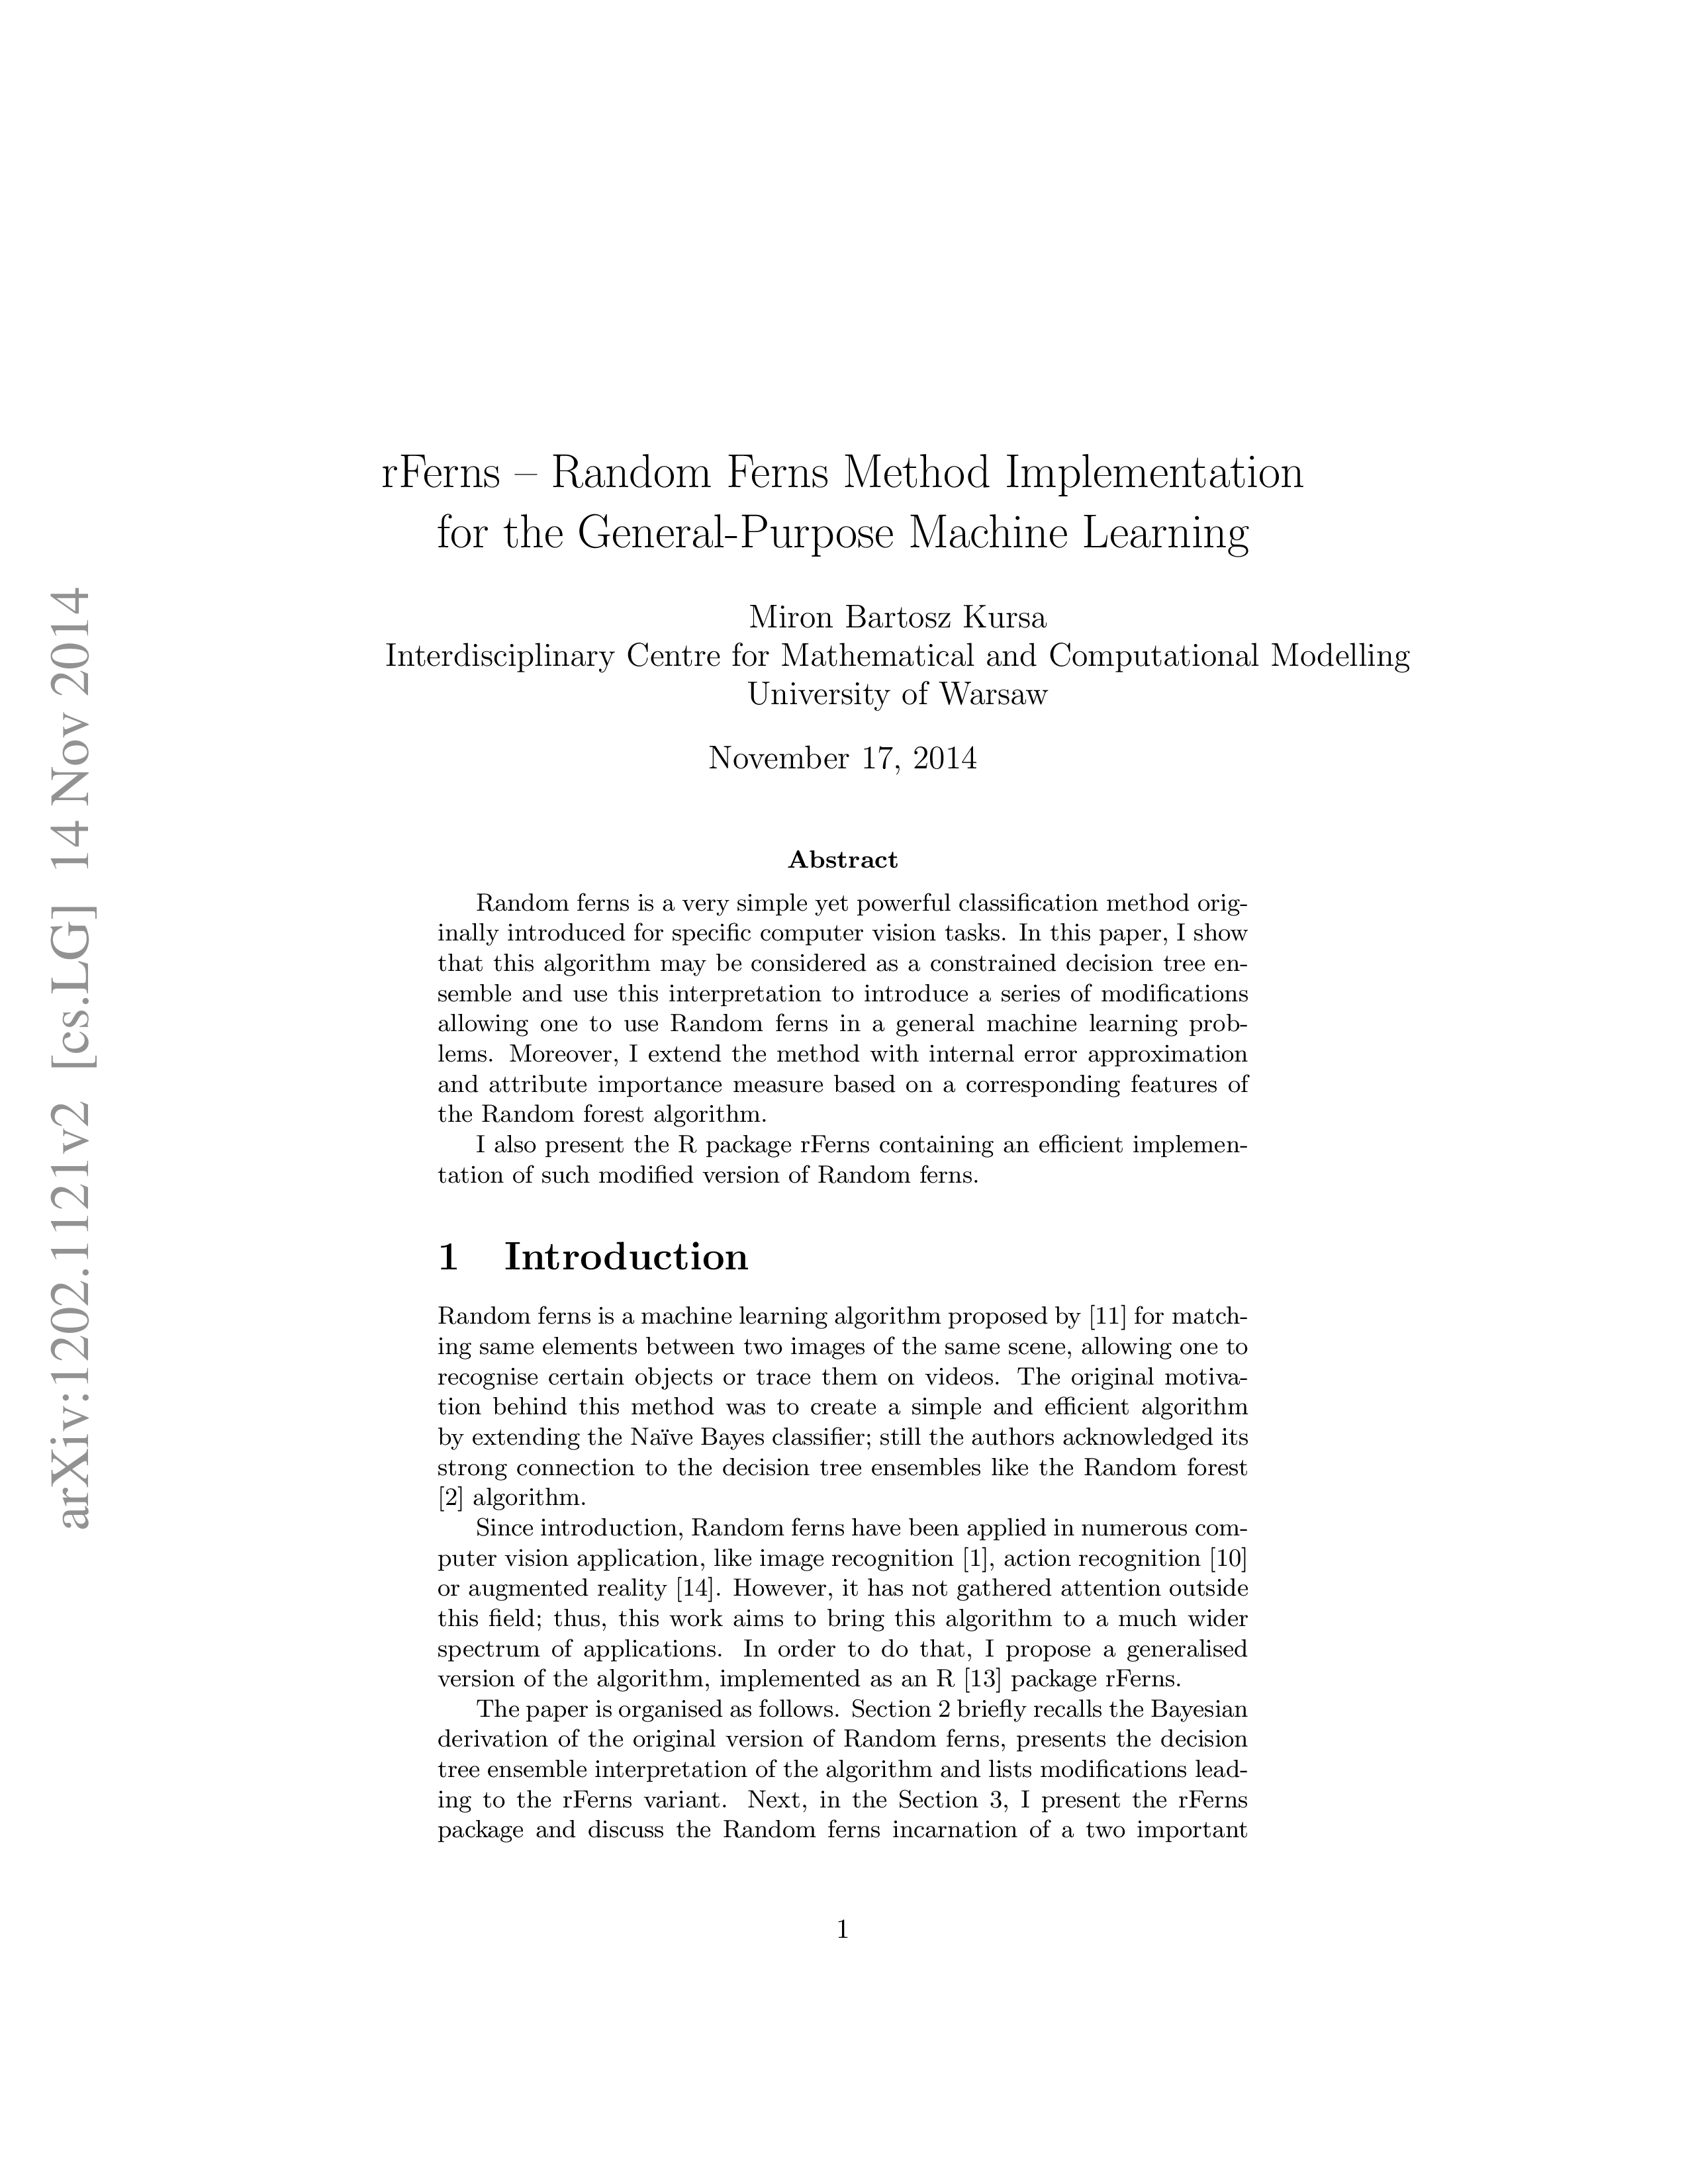 rFerns – Random Ferns Method Implementation
for the General-Purpose Machine Learning
Miron Bartosz Kursa
Interdisciplinary Centre for Mathematical and Computational Modelling
University of Warsaw
November 17, 2014
Abstract
Random ferns is a very simple yet powerful classification method orig-
inally introduced for specific computer vision tasks. In this paper, I show
that this algorithm may be considered as a constrained decision tree en-
semble and use this interpretation to introduce a series of modifications
allowing one to use Random ferns in a general machine learning prob-
lems. Moreover, I extend the method with internal error approximation
and attribute importance measure based on a corresponding features of
the Random forest algorithm.
I also present the R package rFerns containing an efficient implemen-
tation of such modified version of Random ferns.
1 Introduction
Random ferns is a machine learning algorithm proposed by [11] for match-
ing same elements between two images of the same scene, allowing one to
recognise certain objects or trace them on videos. The original motiva-
tion behind this method was to create a simple and efficient algorithm
by extending the Naïve Bayes classifier; still the authors acknowledged its
strong connection to the decision tree ensembles like the Random forest
[2] algorithm.
Since introduction, Random ferns have been applied in numerous com-
puter vision application, like image recognition [1], action recognition [10]
or augmented reality [14]. However, it has not gathered attention outside
this field; thus, this work aims to bring this algorithm to a much wider
spectrum of applications. In order to do that, I propose a generalised
version of the algorithm, implemented as an R [13] package rFerns.
The paper is organised as follows. Section 2 briefly recalls the Bayesian
derivation of the original version of Random ferns, presents the decision
tree ensemble interpretation of the algorithm and lists modifications lead-
ing to the rFerns variant. Next, in the Section 3, I present the rFerns
package and discuss the Random ferns incarnation of a two important
1
arXiv:1202.1121v2 [cs.LG] 14 Nov 2014